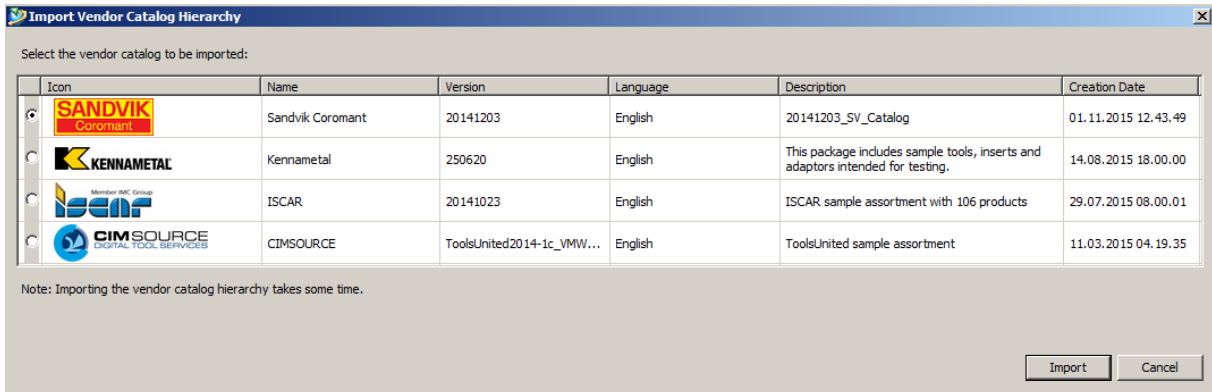 Import Vendor Catalog Hierarchy
Select the vendor catalog to be imported:
Icon Name Version Language Description Creation Date
SANDVIK
Coromant
Sandvik Coromant 20141203 English 20141203_SV_Catalog 01.11.2015 12.43.49
KENNAMETAL
Kennametal 250620 English This package includes sample tools, inserts and
adaptors intended for testing.
14.08.2015 18.00.00
Member IMC Group
ISCAR
ISCAR 20141023 English ISCAR sample assortment with 106 products 29.07.2015 08.00.01
CIMSOURCE
DIGITAL TOOL SERVICES
CIMSOURCE ToolsUnited2014-1c_VMW... English ToolsUnited sample assortment 11.03.2015 04.19.35
Note: Importing the vendor catalog hierarchy takes some time.
Import Cancel